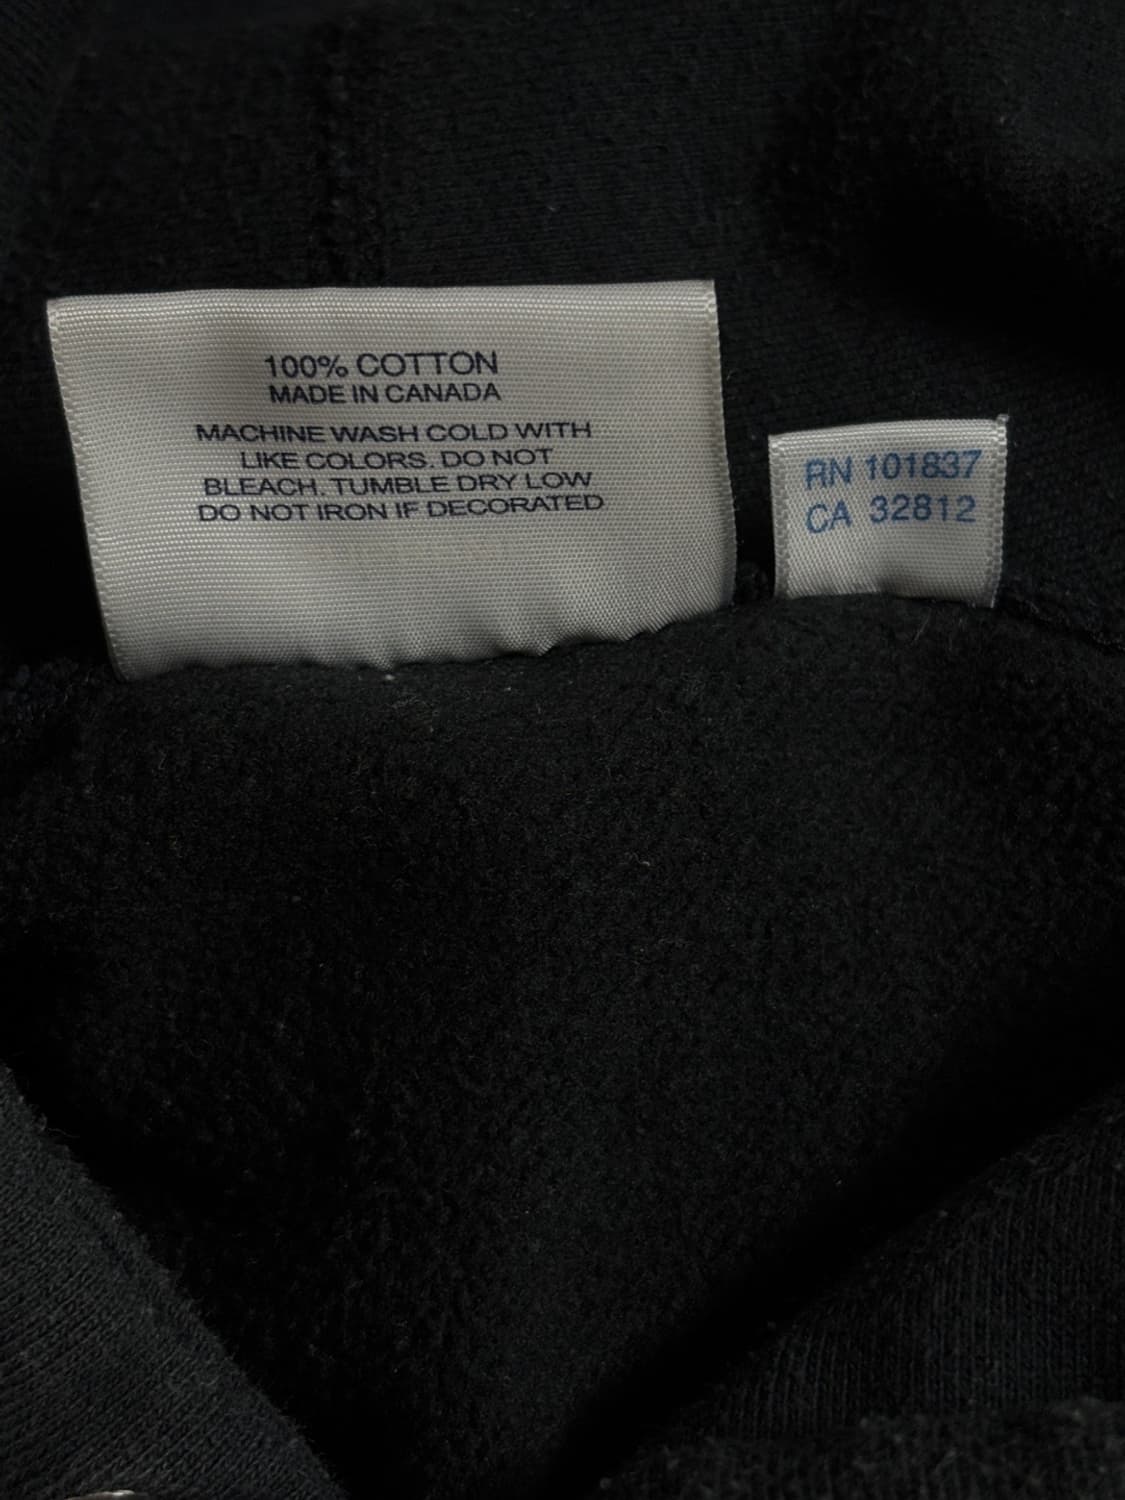 100% COTTON
MADE IN CANADA
MACHINE WASH COLD WITH
LIKE COLORS. DO NOT
BLEACH. TUMBLE DRY LOW
DO NOT IRON IF DECORATED
RN 101837
CA 32812